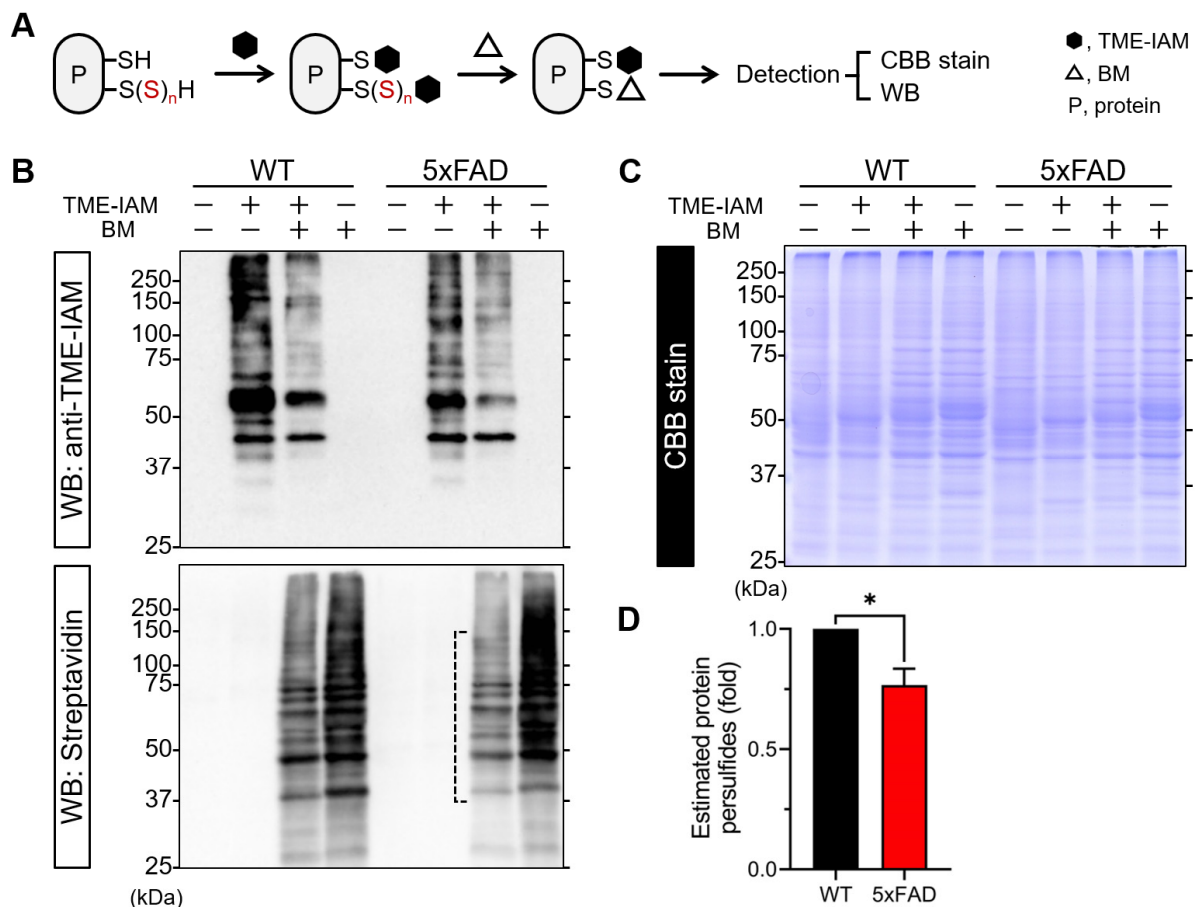 A
P
SH
S(S)nH
P
S
S(S)n
P
S
S
Detection
CBB stain
WB
, TME-IAM
, BM
P, protein
B
WT 5xFAD
TME-IAM − + + − − + + −
BM − − + + − − + +
WB: anti-TME-IAM
250
150
100
75
50
37
25
WB: Streptavidin
250
150
100
75
50
37
25
(kDa)
C
WT 5xFAD
TME-IAM − + + − − + + −
BM − − + + − − + +
CBB stain
250
150
100
75
50
37
25
(kDa)
D
Estimated protein
persulfides (fold)
1.0
0.5
0.0
*
WT 5xFAD